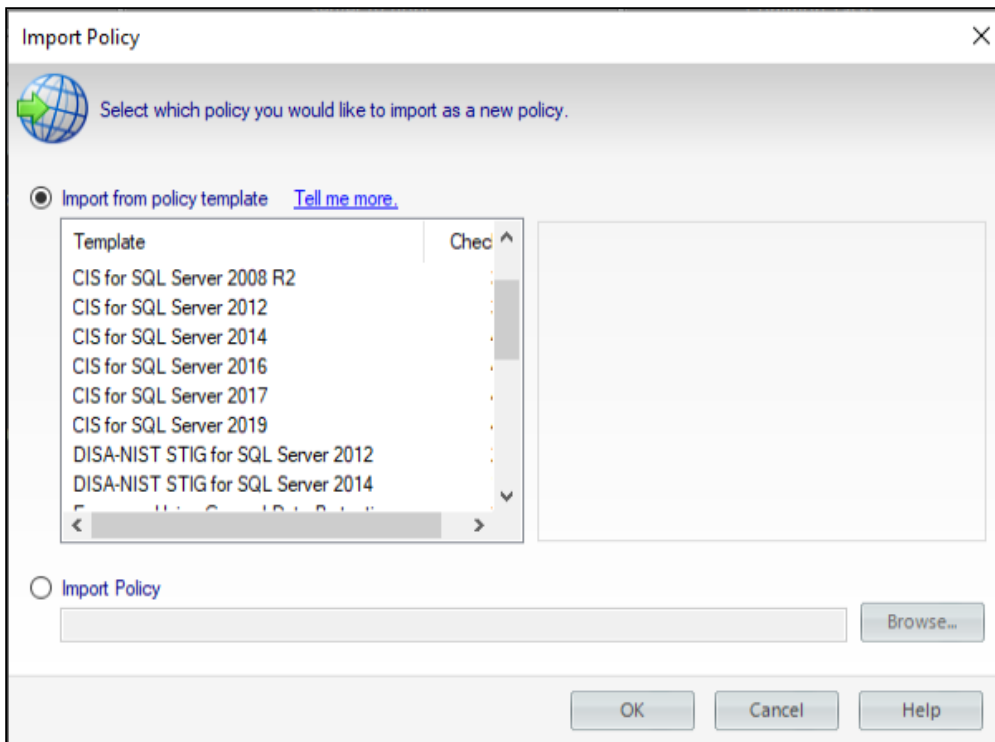 Import Policy
Select which policy you would like to import as a new policy.
Import from policy template Tell me more.
Template Chec
CIS for SQL Server 2008 R2
CIS for SQL Server 2012
CIS for SQL Server 2014
CIS for SQL Server 2016
CIS for SQL Server 2017
CIS for SQL Server 2019
DISA-NIST STIG for SQL Server 2012
DISA-NIST STIG for SQL Server 2014
Import Policy
Browse...
OK Cancel Help